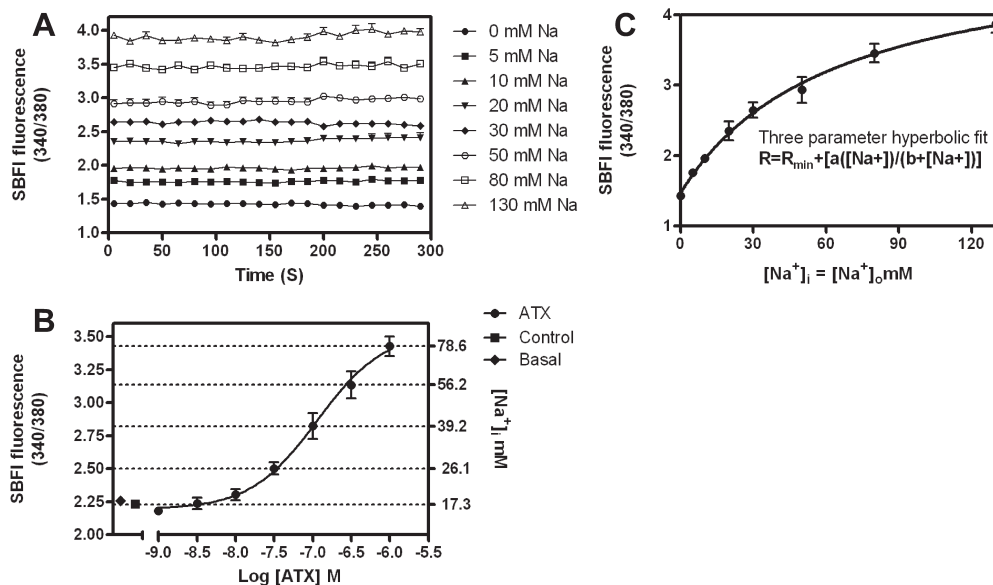 A
SBFI fluorescence
(340/380)
4.0
3.5
3.0
2.5
2.0
1.5
1.0
0 50 100 150 200 250 300
Time (S)
0 mM Na
5 mM Na
10 mM Na
20 mM Na
30 mM Na
50 mM Na
80 mM Na
130 mM Na
C
SBFI fluorescence
(340/380)
4
3
2
1
0 30 60 90 120
Three parameter hyperbolic fit
R=Rmin+[a([Na+])/(b+[Na+])]
[Na+]i = [Na+]omM
B
SBFI fluorescence
(340/380)
3.50
3.25
3.00
2.75
2.50
2.25
2.00
-9.0 -8.5 -8.0 -7.5 -7.0 -6.5 -6.0 -5.5
Log [ATX] M
78.6
56.2
39.2
26.1
17.3
[Na+]i mM
ATX
Control
Basal